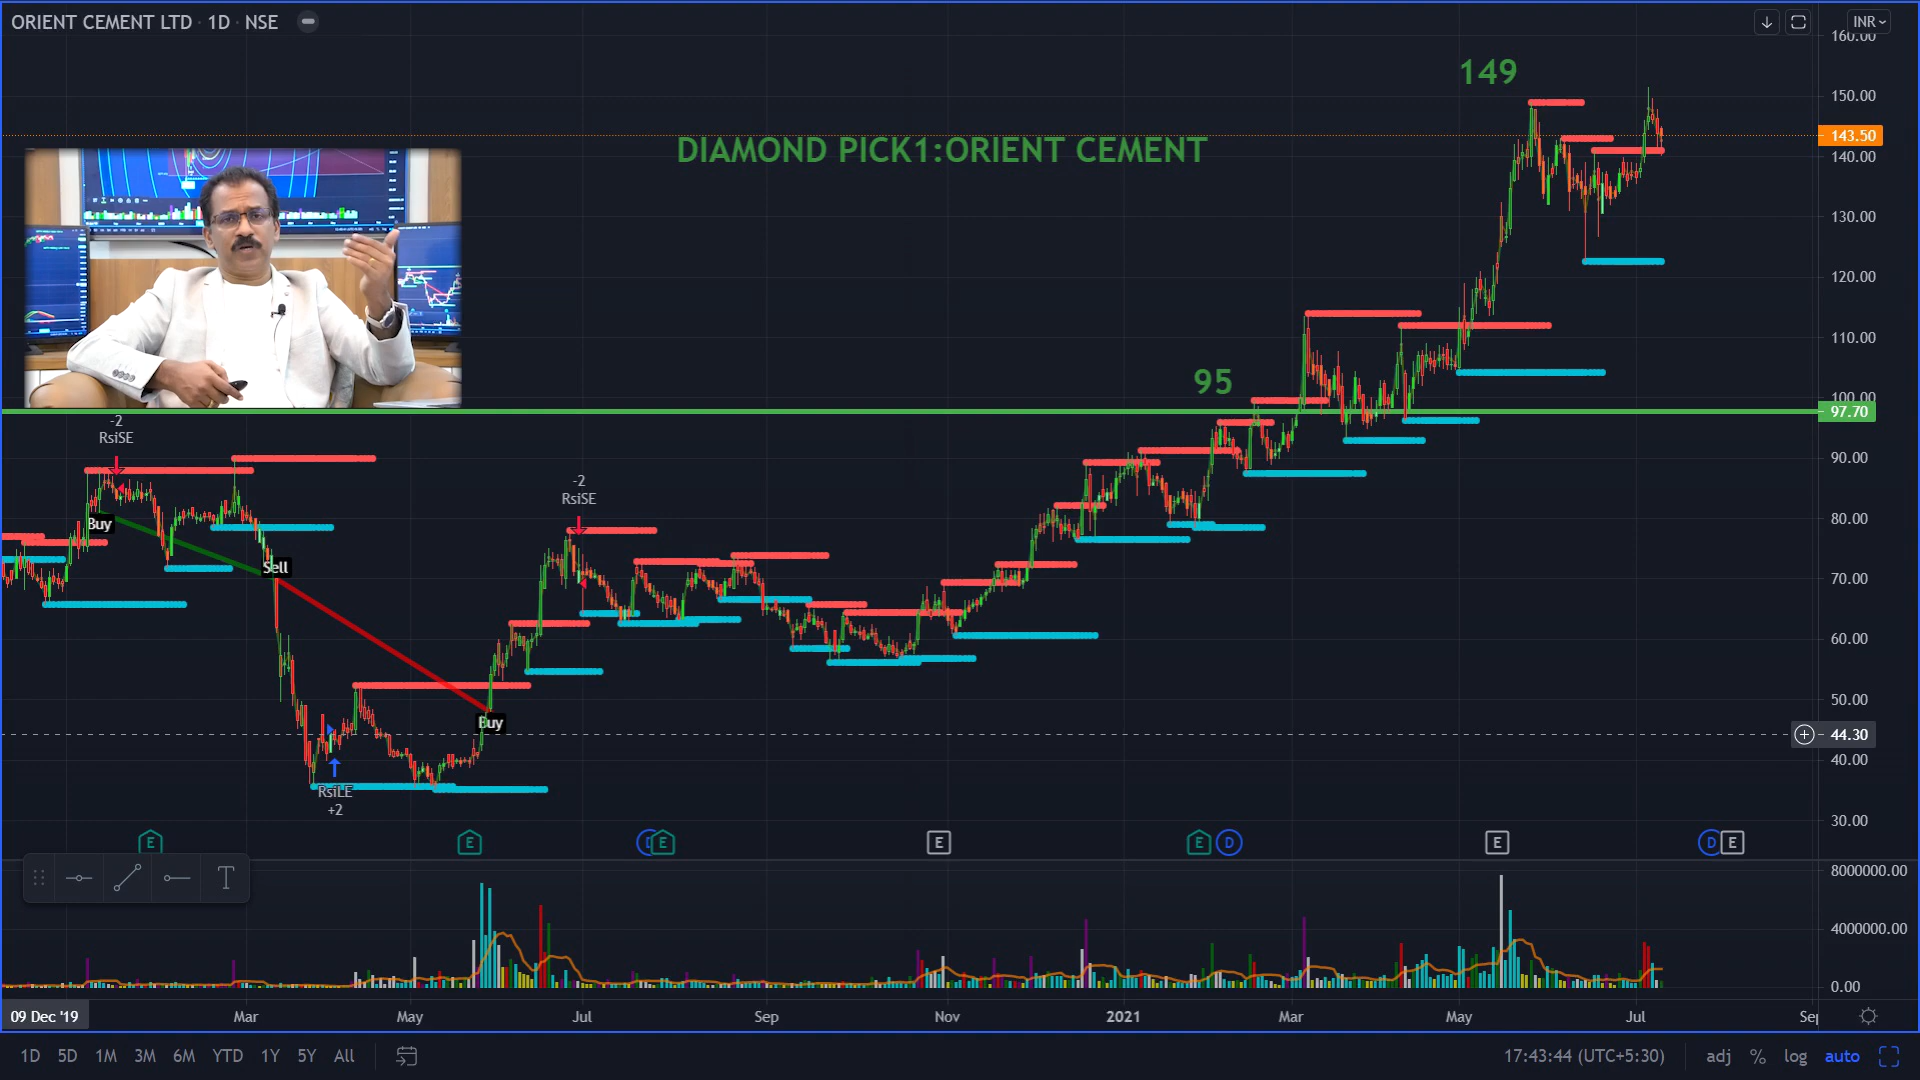 ORIENT CEMENT LTD · 1D · NSE
INR
160.00
149
150.00
143.50
DIAMOND PICK1:ORIENT CEMENT
140.00
130.00
120.00
110.00
95
100.00
97.70
-2
RsiSE
90.00
-2
RsiSE
Buy
80.00
Sell
70.00
60.00
50.00
Buy
44.30
40.00
RsiLE
+2
30.00
E E D E E E D E D E
T
8000000.00
4000000.00
0.00
09 Dec '19 Mar May Jul Sep Nov 2021 Mar May Jul Sep
1D 5D 1M 3M 6M YTD 1Y 5Y All 17:43:44 (UTC+5:30) adj % log auto